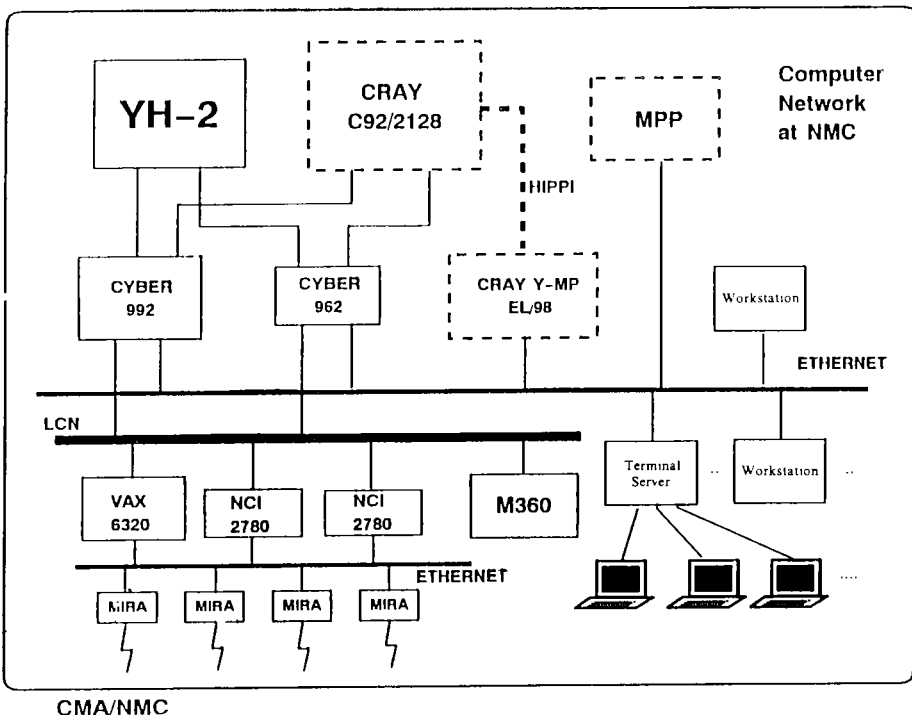 YH-2
CRAY
C92/2128
MPP
Computer
Network
at NMC
HIPPI
CYBER
992
CYBER
962
CRAY Y-MP
EL/98
Workstation
ETHERNET
LCN
VAX
6320
NCI
2780
NCI
2780
M360
Terminal
Server
..
Workstation
..
ETHERNET
MIRA
MIRA
MIRA
MIRA
....
CMA/NMC